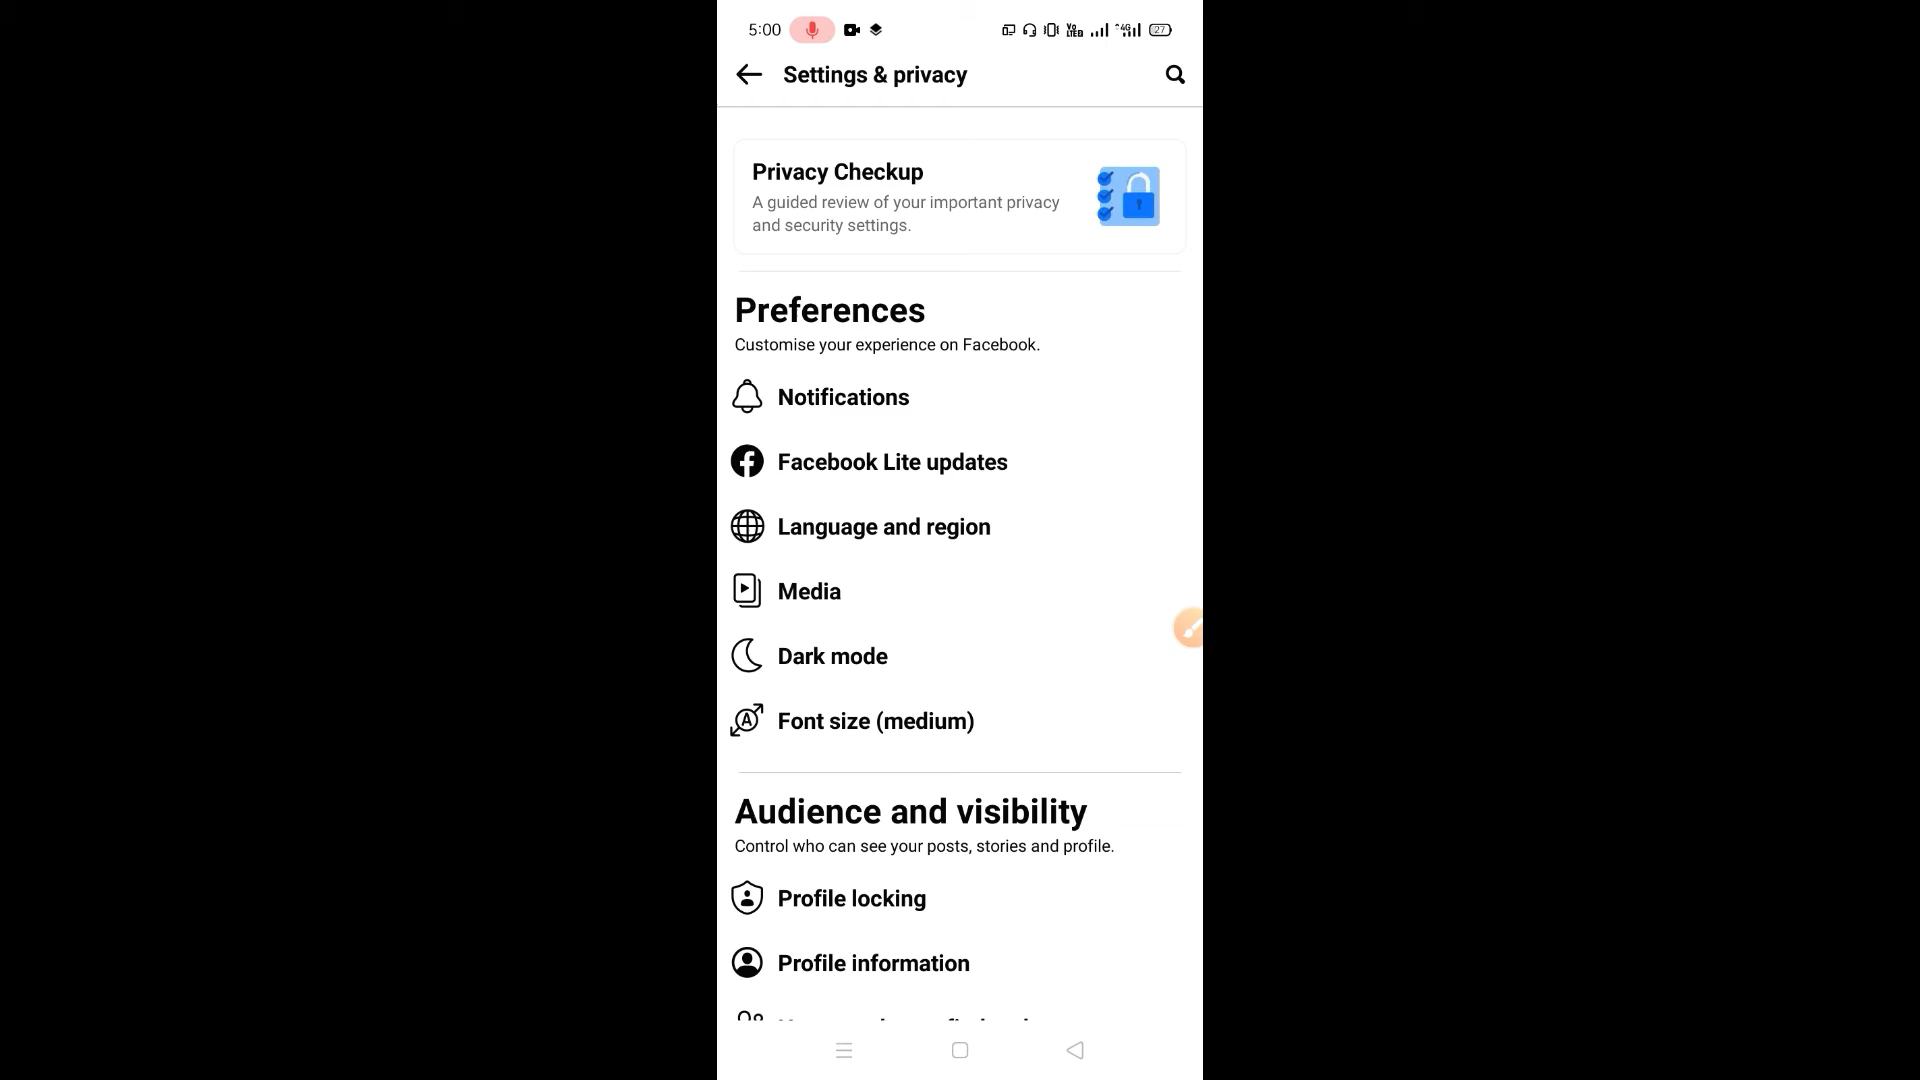 5:00
27
Settings & privacy
Privacy Checkup
A guided review of your important privacy
and security settings.
Preferences
Customise your experience on Facebook.
Notifications
Facebook Lite updates
Language and region
Media
Dark mode
Font size (medium)
Audience and visibility
Control who can see your posts, stories and profile.
Profile locking
Profile information